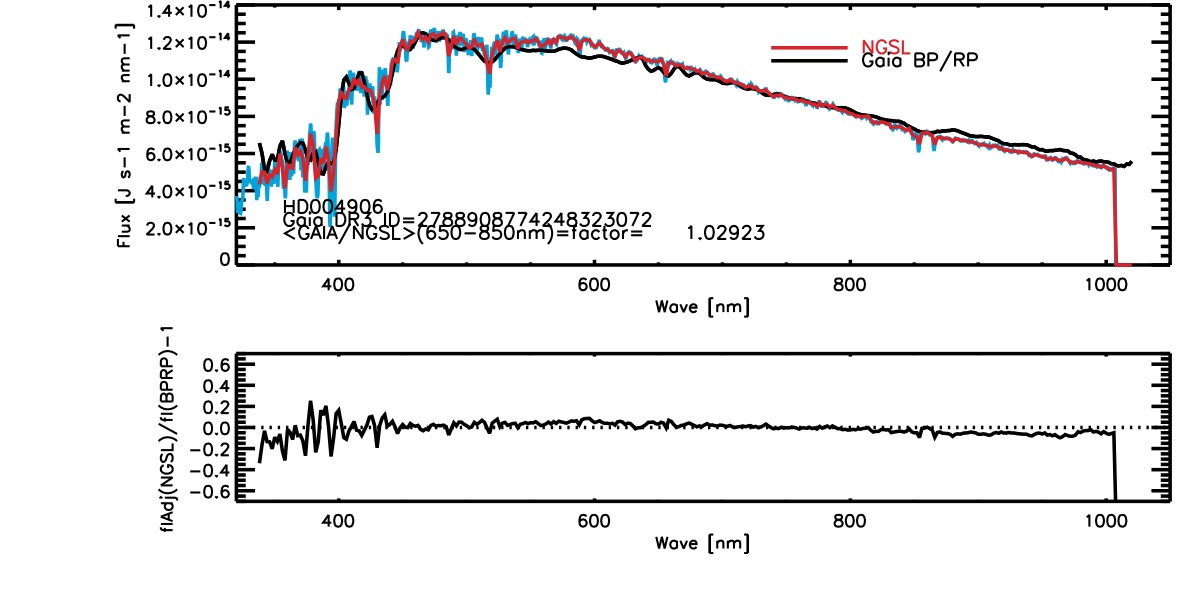 1.4×10⁻¹⁴
1.2×10⁻¹⁴
1.0×10⁻¹⁴
8.0×10⁻¹⁵
6.0×10⁻¹⁵
4.0×10⁻¹⁵
2.0×10⁻¹⁵
0
Flux [J s−1 m−2 nm−1]
NGSL
Gaia BP/RP
HD004906
Gaia DR3 ID=2788908774248323072
<GAIA/NGSL>(650−850nm)=factor= 1.02923
400 600 800 1000
Wave [nm]
flAdj(NGSL)/fl(BPRP)−1
0.6
0.4
0.2
0.0
−0.2
−0.4
−0.6
400 600 800 1000
Wave [nm]